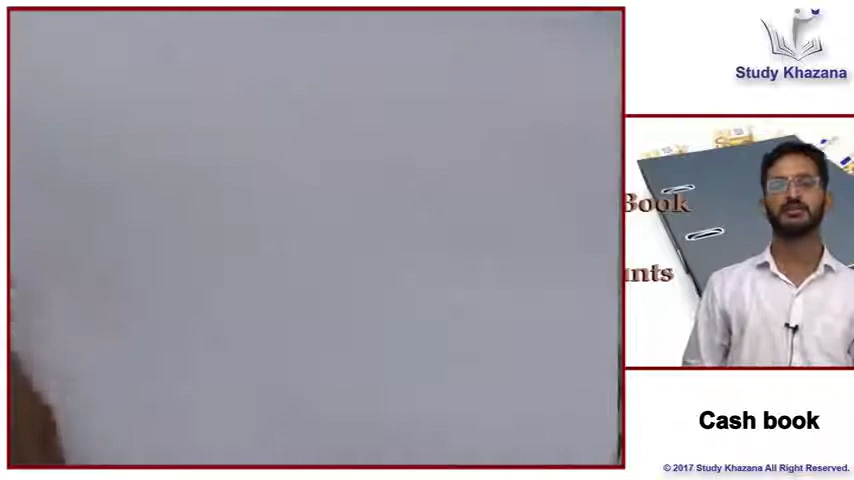 Study Khazana
Book
unts
Cash book
© 2017 Study Khazana All Right Reserved.